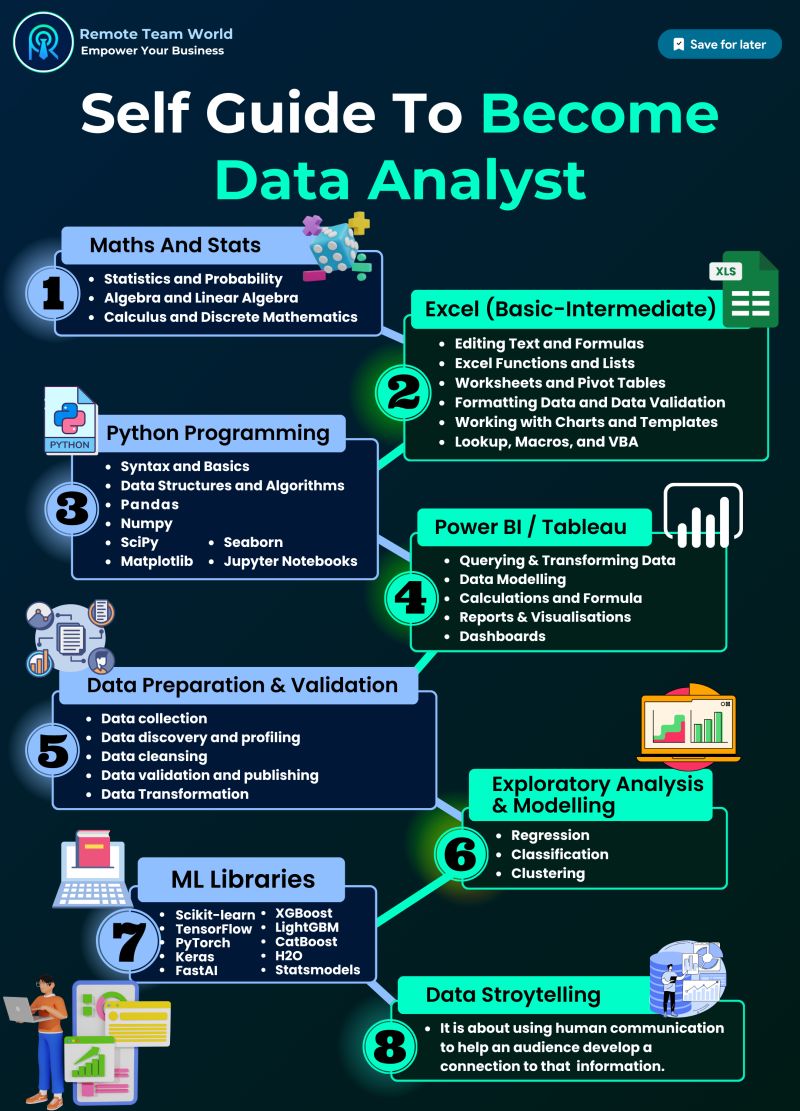 Remote Team World
Empower Your Business
Save for later
Self Guide To Become
Data Analyst
Maths And Stats
1
• Statistics and Probability
• Algebra and Linear Algebra
• Calculus and Discrete Mathematics
XLS
Excel (Basic-Intermediate)
2
• Editing Text and Formulas
• Excel Functions and Lists
• Worksheets and Pivot Tables
• Formatting Data and Data Validation
• Working with Charts and Templates
• Lookup, Macros, and VBA
PYTHON
Python Programming
3
• Syntax and Basics
• Data Structures and Algorithms
• Pandas
• Numpy
• SciPy
• Matplotlib
• Seaborn
• Jupyter Notebooks
Power BI / Tableau
4
• Querying & Transforming Data
• Data Modelling
• Calculations and Formula
• Reports & Visualisations
• Dashboards
Data Preparation & Validation
5
• Data collection
• Data discovery and profiling
• Data cleansing
• Data validation and publishing
• Data Transformation
Exploratory Analysis
& Modelling
6
• Regression
• Classification
• Clustering
ML Libraries
7
• Scikit-learn
• TensorFlow
• PyTorch
• Keras
• FastAI
• XGBoost
• LightGBM
• CatBoost
• H2O
• Statsmodels
Data Stroytelling
8
• It is about using human communication
to help an audience develop a
connection to that information.